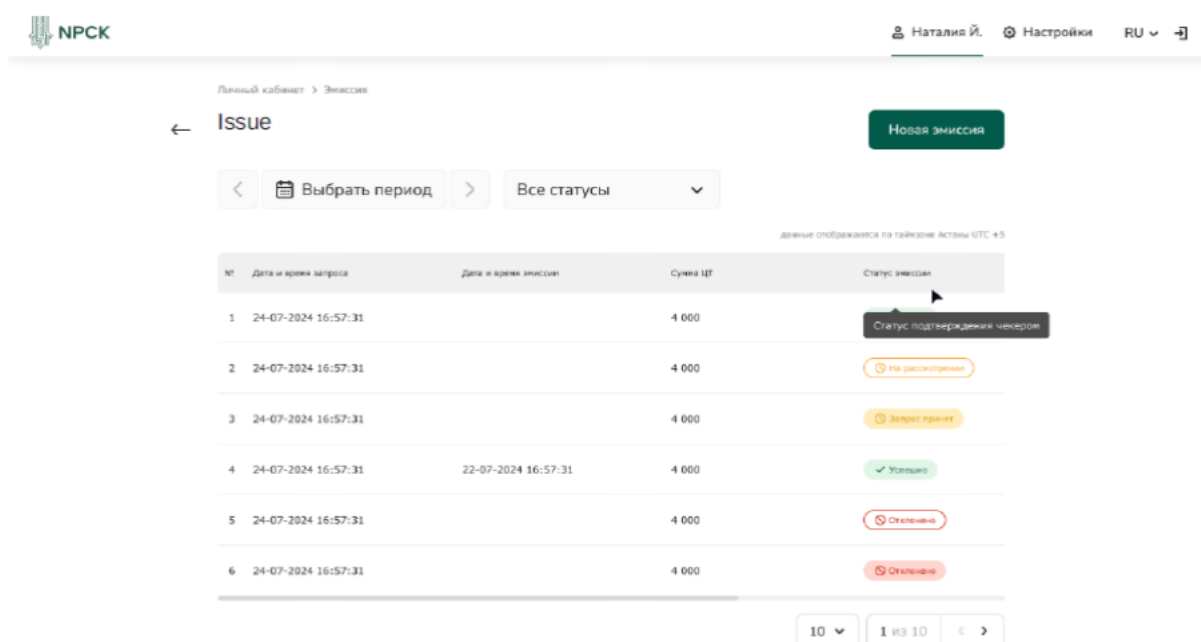 NPCK
Наталия Й. Настройки RU
Личный кабинет > Эмиссия
Issue
Новая эмиссия
Выбрать период Все статусы
данные отображаются по таймзоне Астаны UTC +5
№ Дата и время запроса Дата и время эмиссии Сумма ЦТ Статус эмиссии
1 24-07-2024 16:57:31 4 000
Статус подтверждения чекером
2 24-07-2024 16:57:31 4 000 На рассмотрении
3 24-07-2024 16:57:31 4 000 Запрос принят
4 24-07-2024 16:57:31 22-07-2024 16:57:31 4 000 Успешно
5 24-07-2024 16:57:31 4 000 Отклонено
6 24-07-2024 16:57:31 4 000 Отклонено
10 1 из 10